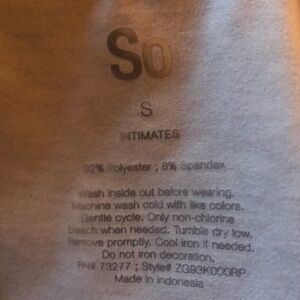 So
S
INTIMATES
92% Polyester ; 8% Spandex
Wash inside out before wearing.
Machine wash cold with like colors.
Gentle cycle. Only non-chlorine
bleach when needed. Tumble dry low.
Remove promptly. Cool iron if needed.
Do not iron decoration.
RN# 73277 ; Style# ZG93K000RP
Made in Indonesia